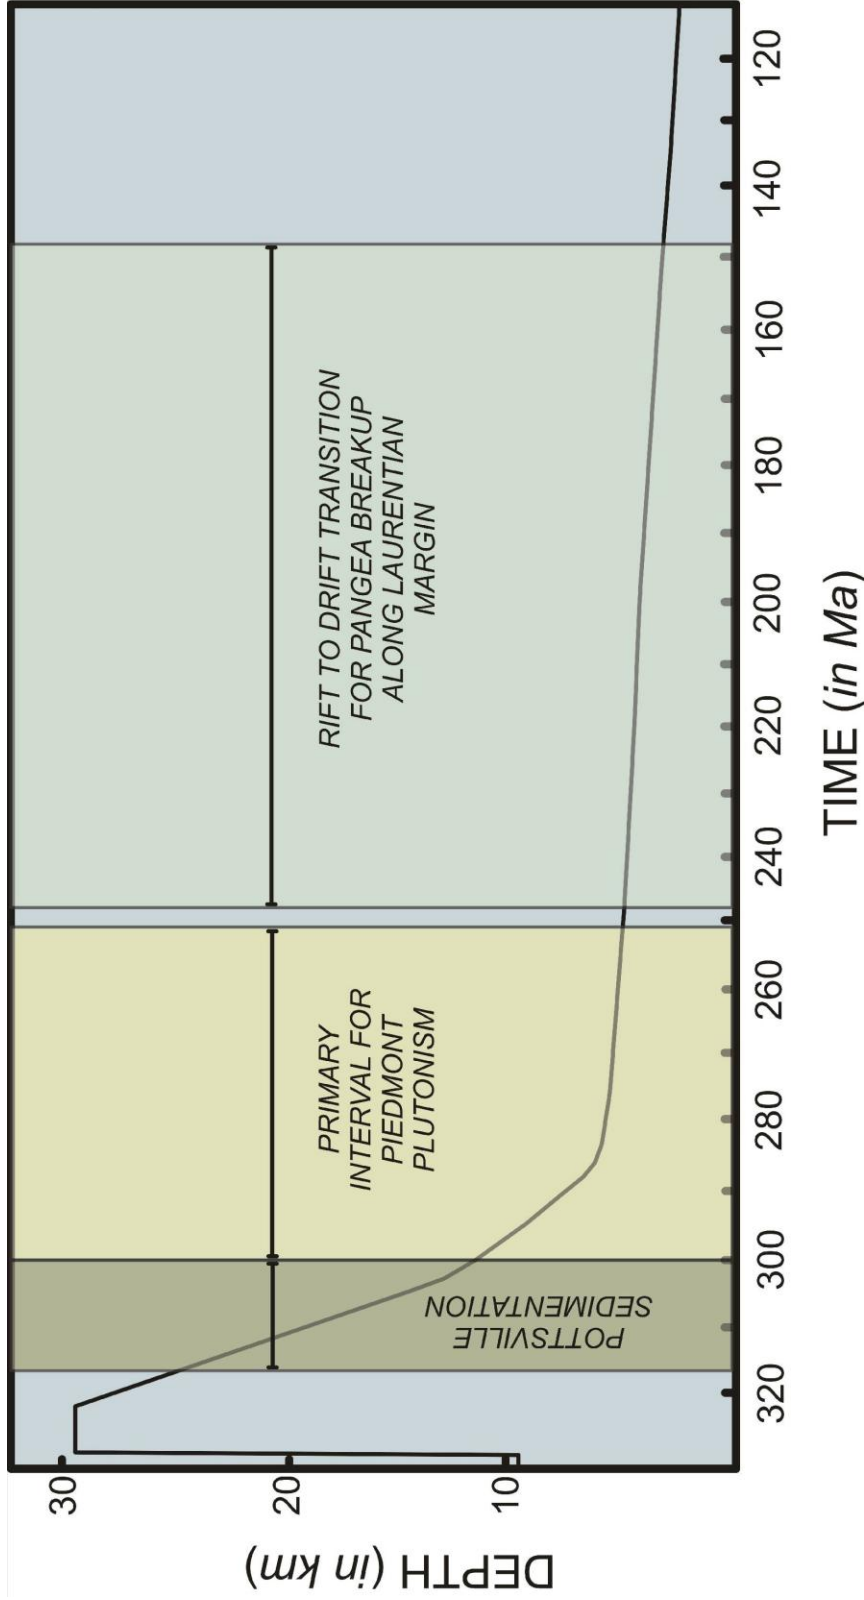 30
20
10
DEPTH (in km)
POTTSVILLE
SEDIMENTATION
PRIMARY
INTERVAL FOR
PIEDMONT
PLUTONISM
RIFT TO DRIFT TRANSITION
FOR PANGEA BREAKUP
ALONG LAURENTIAN
MARGIN
320
300
280
260
240
220
200
180
160
140
120
TIME (in Ma)